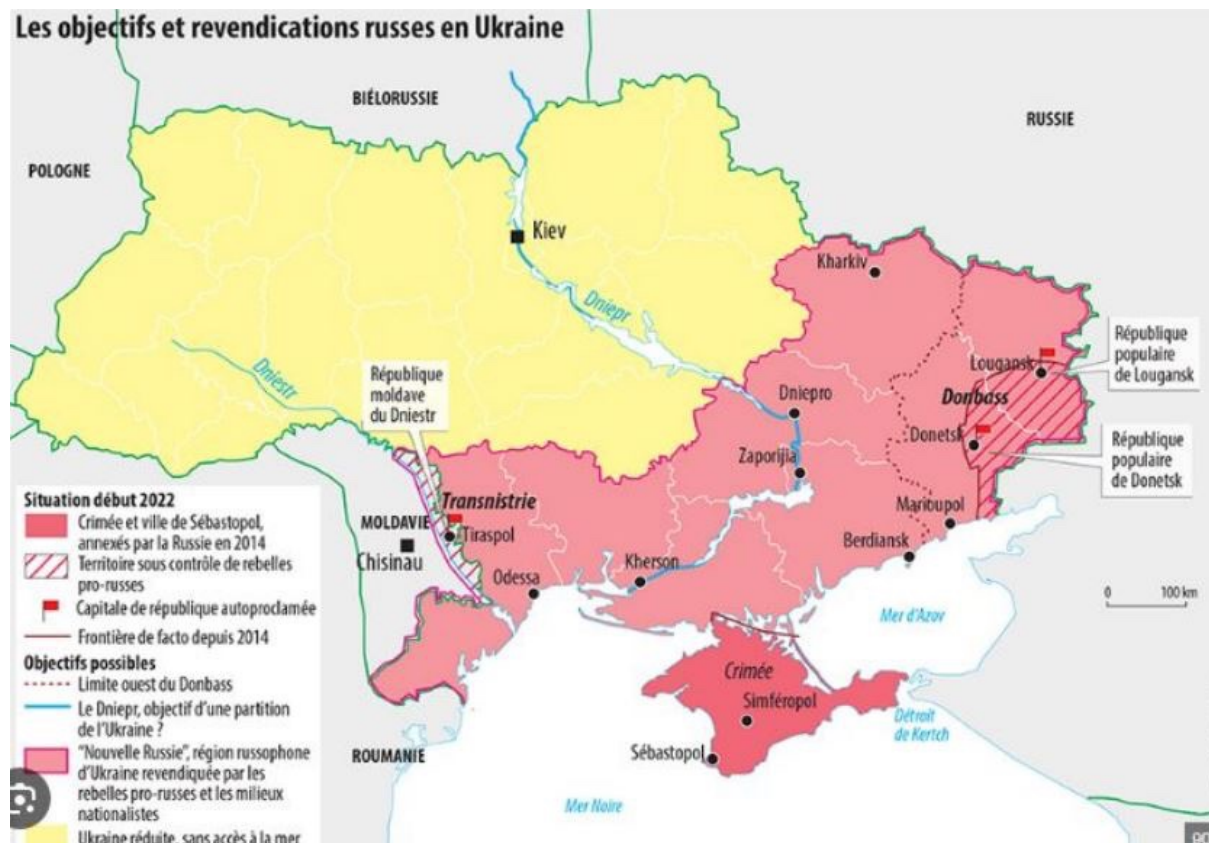 Les objectifs et revendications russes en Ukraine
BIÉLORUSSIE
RUSSIE
POLOGNE
Kiev
Kharkiv
Dniepr
République
populaire
de Lougansk
Lougansk
Dniestr
République
moldave
du Dniestr
Dniepro
Donbass
Donetsk
République
populaire
de Donetsk
Zaporijia
Transnistrie
Marioupol
MOLDAVIE
Tiraspol
Chisinau
Kherson
Berdiansk
Odessa
0 100 km
Mer d'Azov
Crimée
Simféropol
Détroit
de Kertch
ROUMANIE
Sébastopol
Mer Noire
Situation début 2022
Crimée et ville de Sébastopol,
annexés par la Russie en 2014
Territoire sous contrôle de rebelles
pro-russes
Capitale de république autoproclamée
Frontière de facto depuis 2014
Objectifs possibles
Limite ouest du Donbass
Le Dniepr, objectif d'une partition
de l'Ukraine ?
"Nouvelle Russie", région russophone
d'Ukraine revendiquée par les
rebelles pro-russes et les milieux
nationalistes
Ukraine réduite, sans accès à la mer